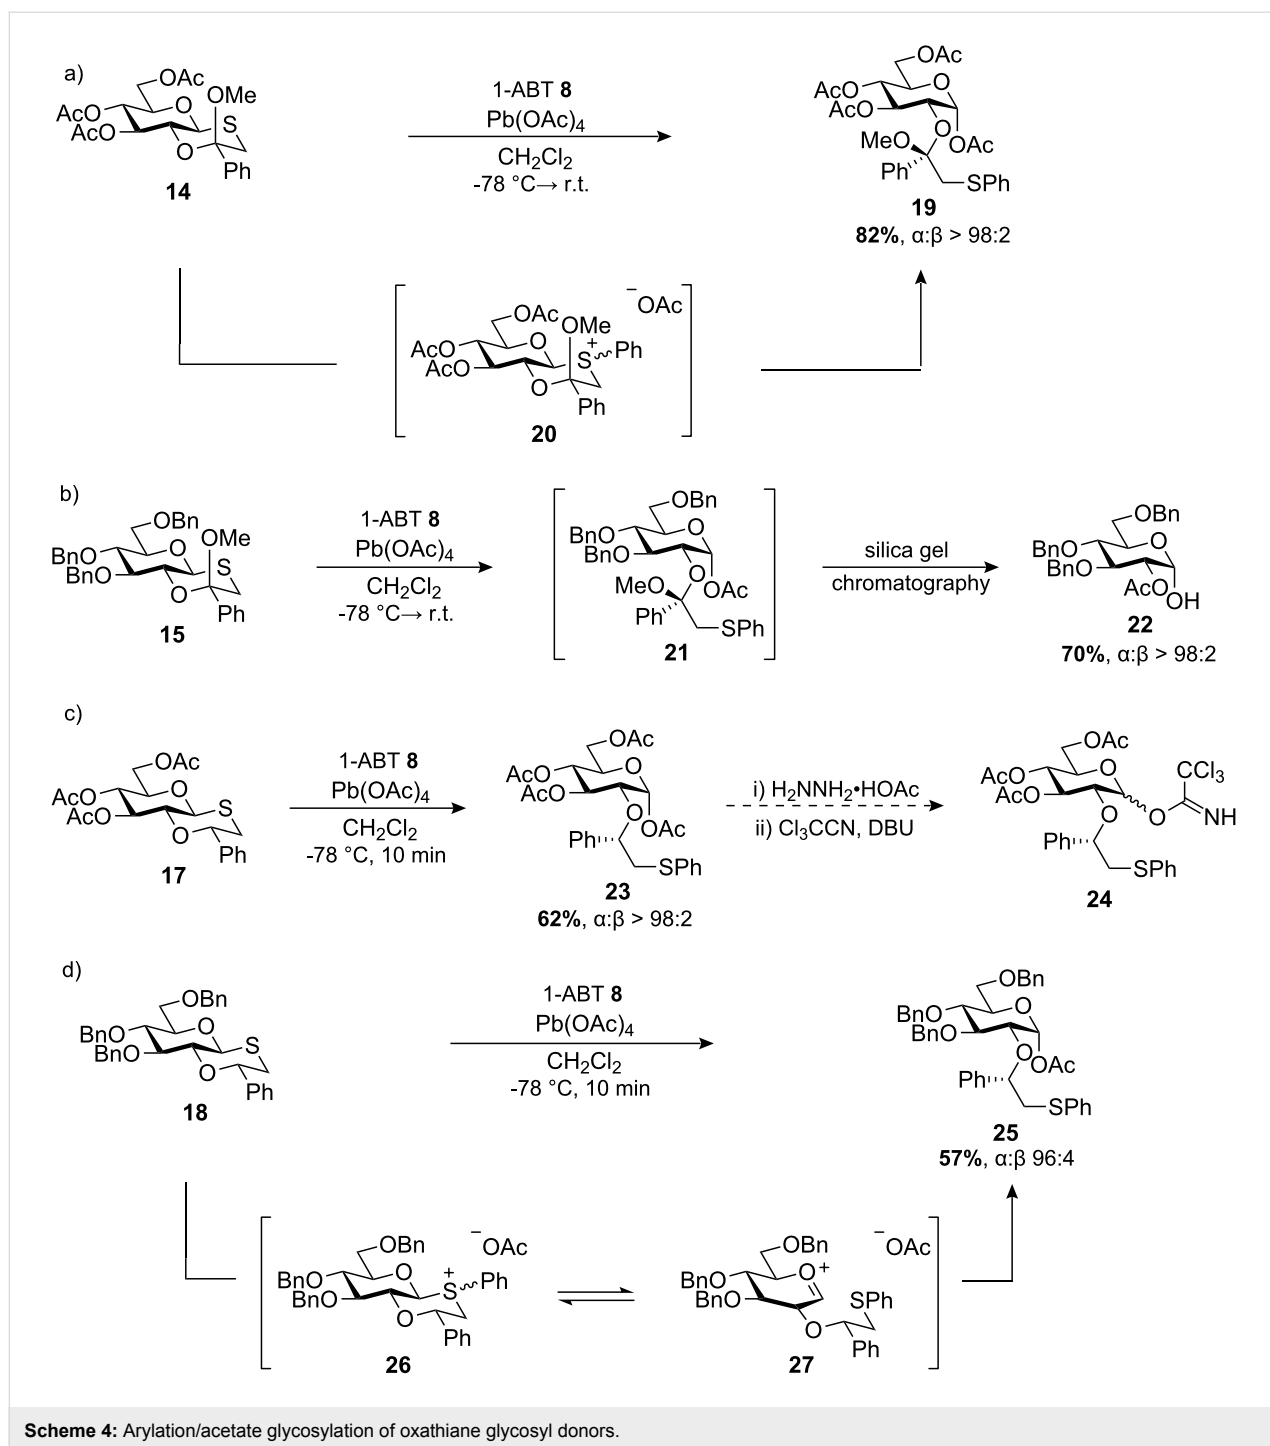 a)
OAc
OMe
AcO
AcO
O
S
O
Ph
14
1-ABT 8
Pb(OAc)4
CH2Cl2
-78 °C→ r.t.
OAc
AcO
AcO
O
O
MeO
OAc
Ph
SPh
19
82%, α:β > 98:2
−OAc
OAc
OMe
AcO
AcO
O
S+
Ph
O
Ph
20
b)
OBn
OMe
BnO
BnO
O
S
O
Ph
15
1-ABT 8
Pb(OAc)4
CH2Cl2
-78 °C→ r.t.
OBn
BnO
BnO
O
O
MeO
OAc
Ph
SPh
21
silica gel
chromatography
OBn
BnO
BnO
O
AcO
OH
22
70%, α:β > 98:2
c)
OAc
AcO
AcO
O
S
O
Ph
17
1-ABT 8
Pb(OAc)4
CH2Cl2
-78 °C, 10 min
OAc
AcO
AcO
O
O
OAc
Ph
SPh
23
62%, α:β > 98:2
i) H2NNH2•HOAc
ii) Cl3CCN, DBU
OAc
AcO
AcO
O
O
O
CCl3
NH
Ph
SPh
24
d)
OBn
BnO
BnO
O
S
O
Ph
18
1-ABT 8
Pb(OAc)4
CH2Cl2
-78 °C, 10 min
OBn
BnO
BnO
O
O
OAc
Ph
SPh
25
57%, α:β 96:4
−OAc
OBn
BnO
BnO
O
S+
Ph
O
Ph
26
OBn
BnO
BnO
O+
SPh
O
Ph
27
−OAc
Scheme 4: Arylation/acetate glycosylation of oxathiane glycosyl donors.